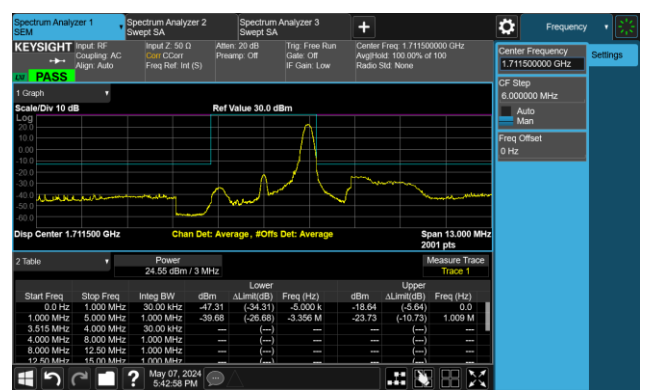 Spectrum Analyzer 1
SEM
Spectrum Analyzer 2
Swept SA
Spectrum Analyzer 3
Swept SA
Frequency
KEYSIGHT
Input: RF
Coupling: AC
Align: Auto
Input Z: 50 Ω
Corr CCorr
Freq Ref: Int (S)
Atten: 20 dB
Preamp: Off
Trig: Free Run
Gate: Off
IF Gain: Low
Center Freq: 1.711500000 GHz
Avg|Hold: 100.00% of 100
Radio Std: None
PASS
Center Frequency
1.711500000 GHz
Settings
CF Step
6.000000 MHz
Auto
Man
Freq Offset
0 Hz
1 Graph
Scale/Div 10 dB
Ref Value 30.0 dBm
Log
20.0
10.0
0.00
-10.0
-20.0
-30.0
-40.0
-50.0
-60.0
Disp Center 1.711500 GHz
Chan Det: Average, #Offs Det: Average
Span 13.000 MHz
2001 pts
2 Table
Power
24.55 dBm / 3 MHz
Measure Trace
Trace 1
Lower Upper
Start Freq Stop Freq Integ BW dBm ΔLimit(dB) Freq (Hz) dBm ΔLimit(dB) Freq (Hz)
0.0 Hz 1.000 MHz 30.00 kHz -47.31 (-34.31) -5.000 k -18.64 (-5.64) 0.0
1.000 MHz 5.000 MHz 1.000 MHz -39.68 (-26.68) -3.356 M -23.73 (-10.73) 1.009 M
3.515 MHz 4.000 MHz 30.00 kHz --- (---) --- --- (---) ---
4.000 MHz 8.000 MHz 1.000 MHz --- (---) --- --- (---) ---
8.000 MHz 12.50 MHz 1.000 MHz --- (---) --- --- (---) ---
12.50 MHz 15.00 MHz 1.000 MHz --- (---) --- --- (---) ---
May 07, 2024
5:42:58 PM